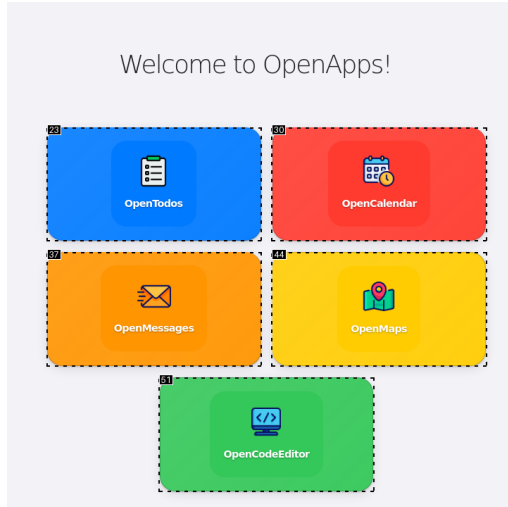 Welcome to OpenApps!
23
30
OpenTodos
OpenCalendar
37
44
OpenMessages
OpenMaps
51
OpenCodeEditor